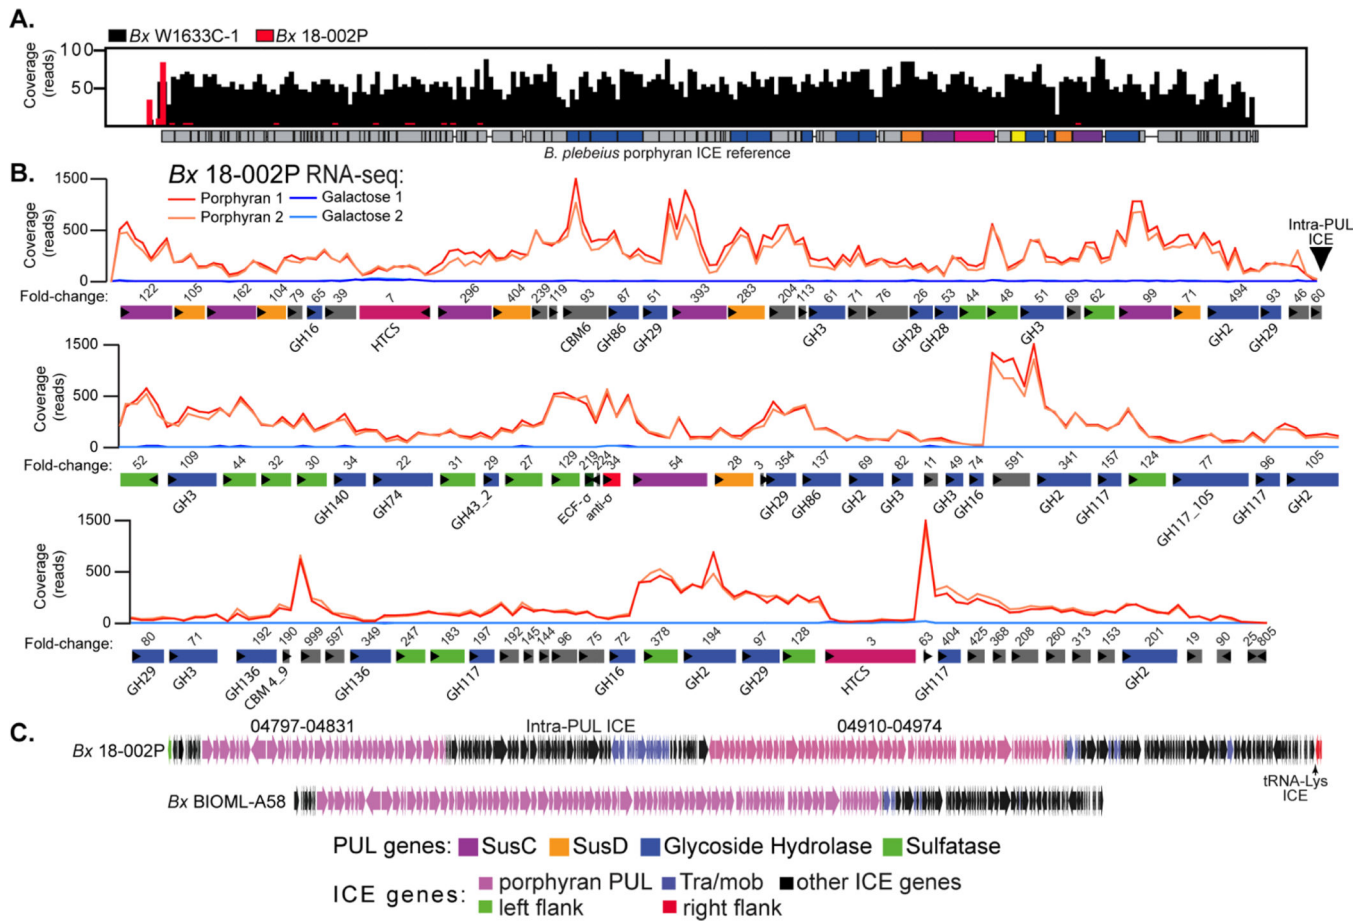 A.
Bx W1633C-1 Bx 18-002P
Coverage (reads)
100
50
B. plebeius porphyran ICE reference
B.
Bx 18-002P RNA-seq:
Porphyran 1 Galactose 1
Porphyran 2 Galactose 2
Coverage (reads)
1500
500
0
Intra-PUL
ICE
Fold-change: 122 105 162 104 79 65 39 7 296 404 239 119 93 87 51 393 283 204 113 61 71 76 26 53 44 48 51 69 62 99 71 494 93 46 60
GH16 HTCS CBM6 GH86 GH29 GH3 GH28 GH28 GH3 GH2 GH29
Coverage (reads)
1500
500
0
Fold-change: 52 109 44 32 30 34 22 31 29 27 129 219 224 34 54 28 3 354 137 69 82 11 49 74 591 341 157 124 77 96 105
GH3 GH140 GH74 GH43_2 ECF-σ anti-σ GH29 GH86 GH2 GH3 GH3 GH16 GH2 GH117 GH117_105 GH117 GH2
Coverage (reads)
1500
500
0
Fold-change: 80 71 192 190 999 597 349 247 183 197 192 145 144 96 75 72 378 194 97 128 3 63 404 425 368 208 260 313 153 201 19 90 25 805
GH29 GH3 GH136 CBM4_9 GH136 GH117 GH16 GH2 GH29 HTCS GH117 GH2
C.
04797-04831 Intra-PUL ICE 04910-04974
Bx 18-002P
tRNA-Lys
ICE
Bx BIOML-A58
PUL genes: SusC SusD Glycoside Hydrolase Sulfatase
ICE genes: porphyran PUL Tra/mob other ICE genes
left flank right flank